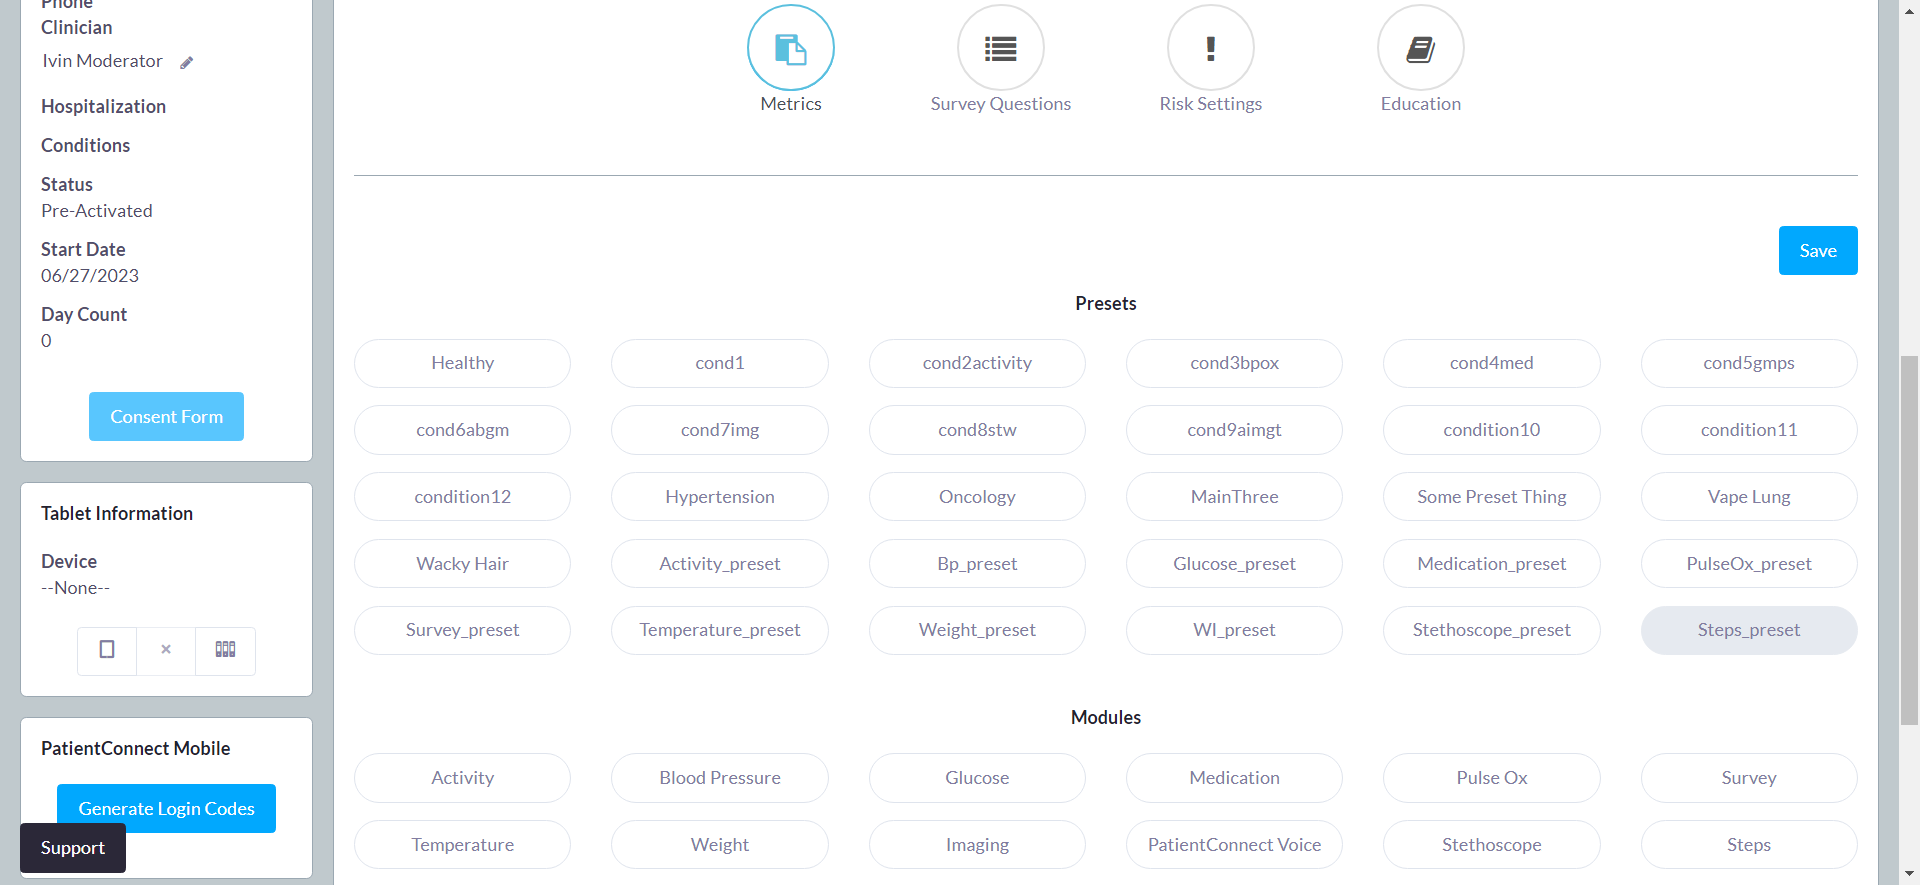 Phone
Clinician
Ivin Moderator
Hospitalization
Conditions
Status
Pre-Activated
Start Date
06/27/2023
Day Count
0
Consent Form
Tablet Information
Device
--None--
PatientConnect Mobile
Generate Login Codes
Support
Metrics
Survey Questions
Risk Settings
Education
Save
Presets
Healthy
cond1
cond2activity
cond3bpox
cond4med
cond5gmps
cond6abgm
cond7img
cond8stw
cond9aimgt
condition10
condition11
condition12
Hypertension
Oncology
MainThree
Some Preset Thing
Vape Lung
Wacky Hair
Activity_preset
Bp_preset
Glucose_preset
Medication_preset
PulseOx_preset
Survey_preset
Temperature_preset
Weight_preset
WI_preset
Stethoscope_preset
Steps_preset
Modules
Activity
Blood Pressure
Glucose
Medication
Pulse Ox
Survey
Temperature
Weight
Imaging
PatientConnect Voice
Stethoscope
Steps